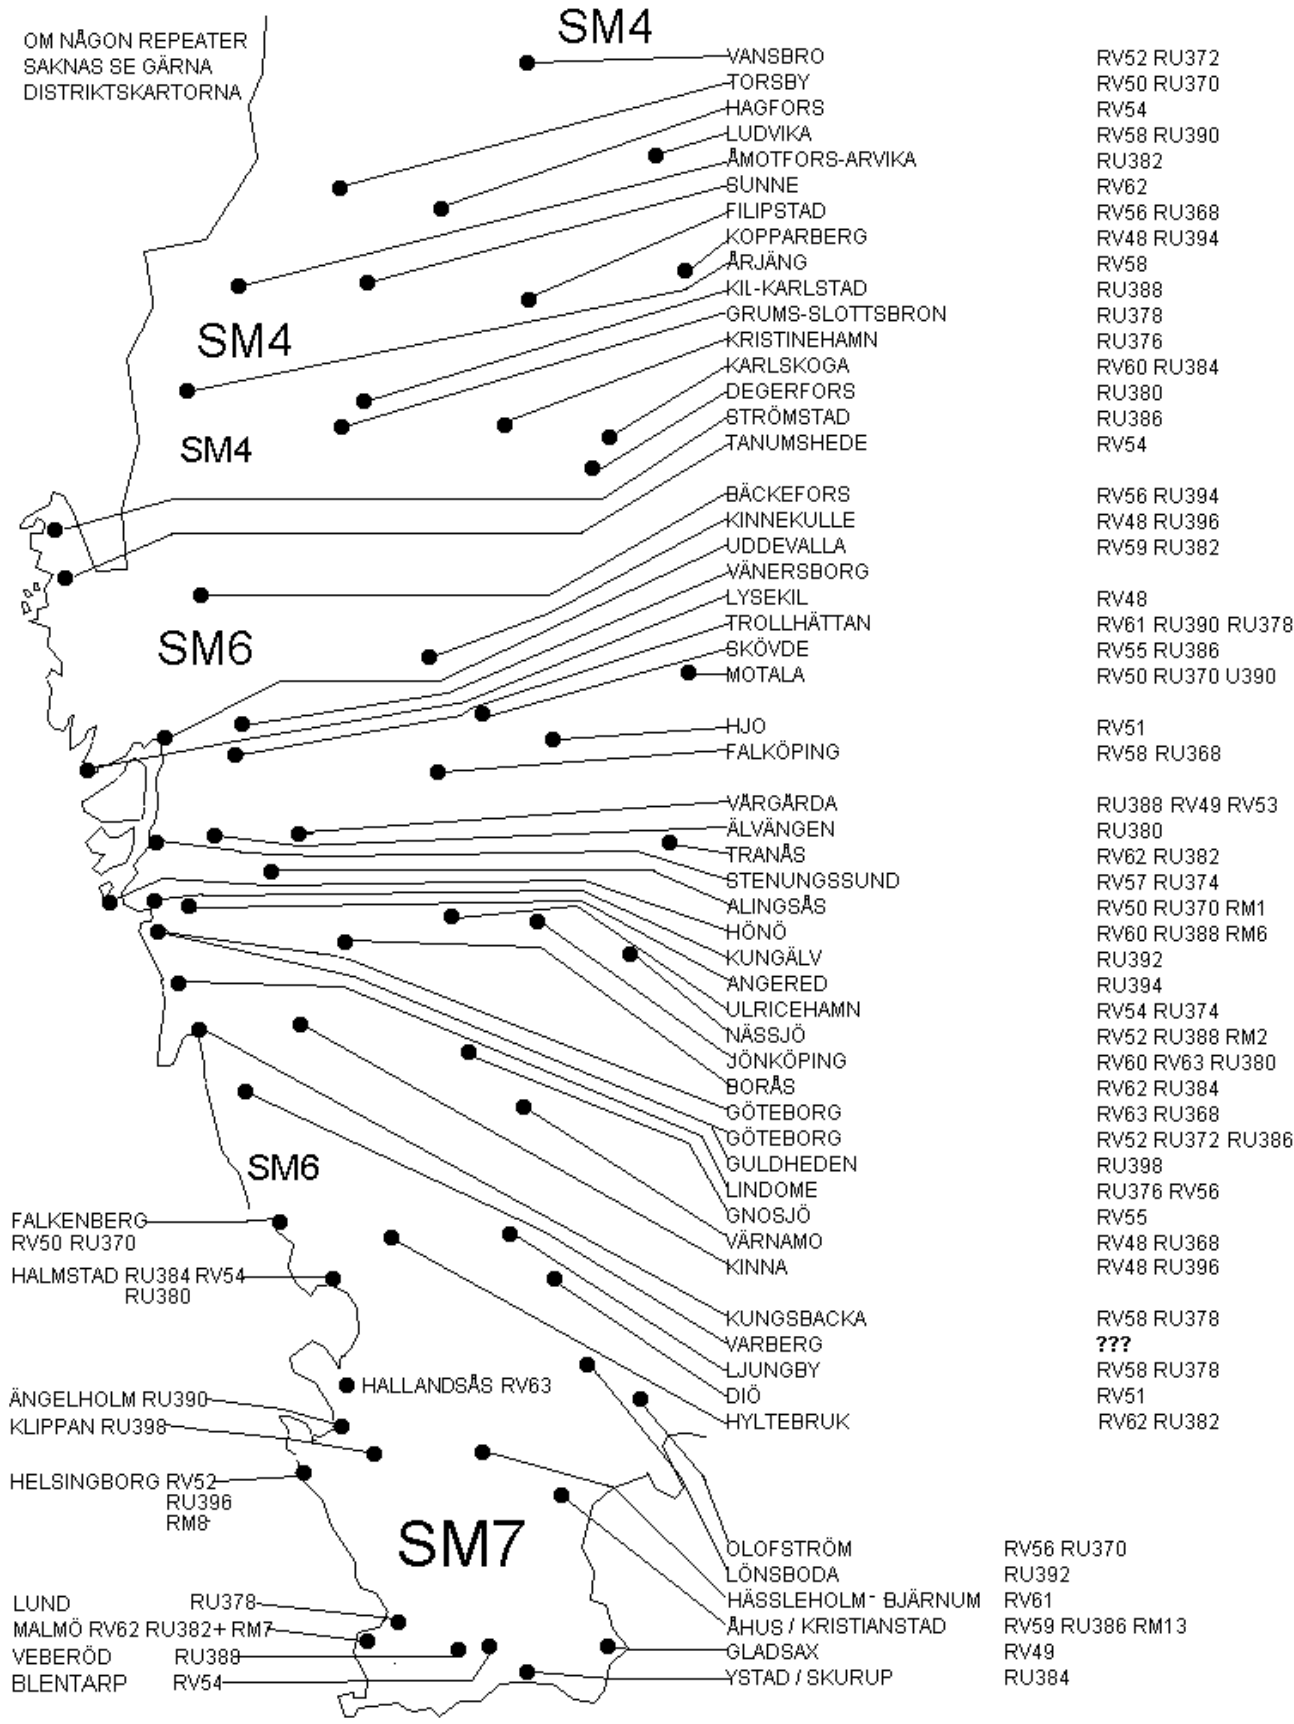 SM4
OM NÅGON REPEATER
SAKNAS SE GÄRNA
DISTRIKTSKARTORNA
VANSBRO RV52 RU372
TORSBY RV50 RU370
HAGFORS RV54
LUDVIKA RV58 RU390
ÅMOTFORS-ARVIKA RU382
SUNNE RV62
FILIPSTAD RV56 RU368
KOPPARBERG RV48 RU394
ÅRJÄNG RV58
KIL-KARLSTAD RU388
GRUMS-SLOTTSBRON RU378
SM4
KRISTINEHAMN RU376
KARLSKOGA RV60 RU384
DEGERFORS RU380
STRÖMSTAD RU386
TANUMSHEDE RV54
SM4
BÄCKEFORS RV56 RU394
KINNEKULLE RV48 RU396
UDDEVALLA RV59 RU382
VÄNERSBORG
LYSEKIL RV48
TROLLHÄTTAN RV61 RU390 RU378
SM6
SKÖVDE RV55 RU386
MOTALA RV50 RU370 U390
HJO RV51
FALKÖPING RV58 RU368
VÅRGÅRDA RU388 RV49 RV53
ÄLVÄNGEN RU380
TRANÅS RV62 RU382
STENUNGSSUND RV57 RU374
ALINGSÅS RV50 RU370 RM1
HÖNÖ RV60 RU388 RM6
KUNGÄLV RU392
ANGERED RU394
ULRICEHAMN RV54 RU374
NÄSSJÖ RV52 RU388 RM2
JÖNKÖPING RV60 RV63 RU380
BORÅS RV62 RU384
GÖTEBORG RV63 RU368
GÖTEBORG RV52 RU372 RU386
GULDHEDEN RU398
SM6
LINDOME RU376 RV56
GNOSJÖ RV55
FALKENBERG
RV50 RU370
VÄRNAMO RV48 RU368
KINNA RV48 RU396
HALMSTAD RU384 RV54
RU380
KUNGSBACKA RV58 RU378
VARBERG ???
LJUNGBY RV58 RU378
HALLANDSÅS RV63
DIÖ RV51
ÄNGELHOLM RU390
HYLTEBRUK RV62 RU382
KLIPPAN RU398
HELSINGBORG RV52
RU396
RM8
SM7
OLOFSTRÖM RV56 RU370
LÖNSBODA RU392
HÄSSLEHOLM- BJÄRNUM RV61
LUND RU378
ÅHUS / KRISTIANSTAD RV59 RU386 RM13
MALMÖ RV62 RU382+ RM7
GLADSAX RV49
VEBERÖD RU388
YSTAD / SKURUP RU384
BLENTARP RV54